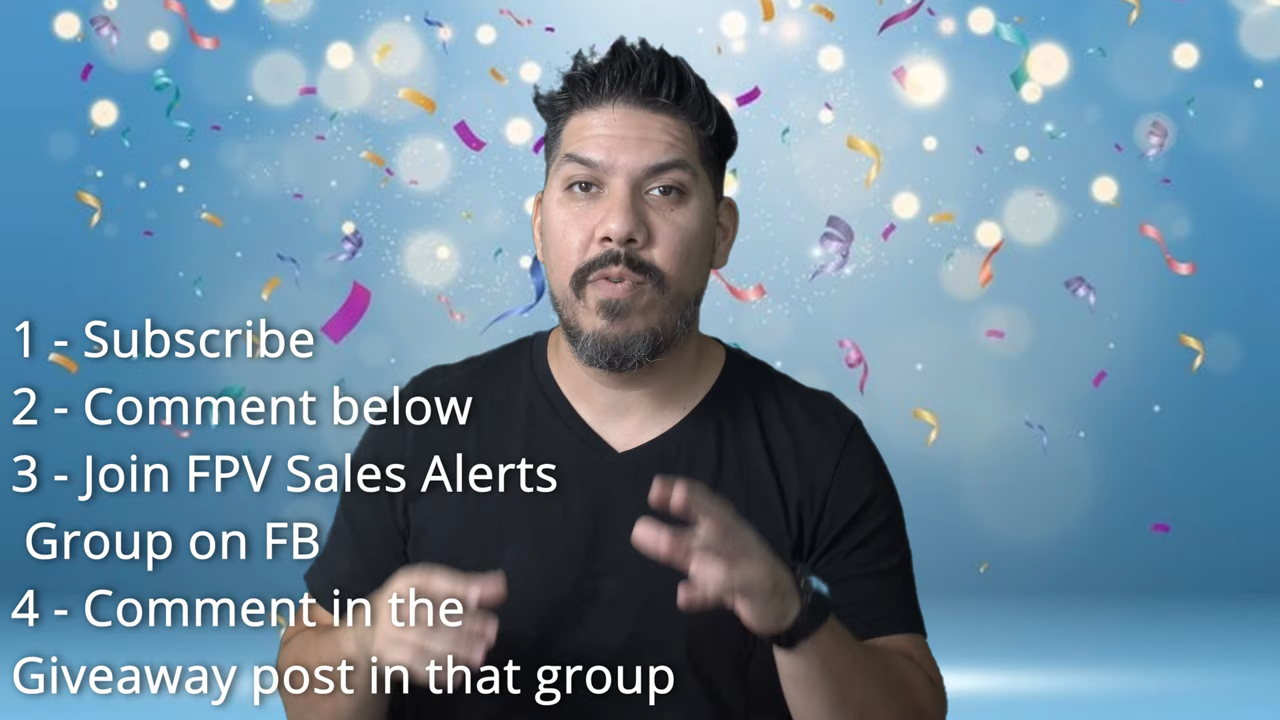 1 - Subscribe
2 - Comment below
3 - Join FPV Sales Alerts
Group on FB
4 - Comment in the
Giveaway post in that group